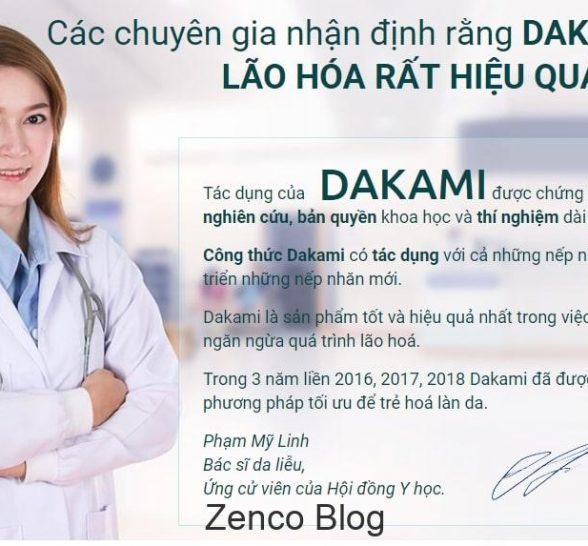 Các chuyên gia nhận định rằng DAK
LÃO HÓA RẤT HIỆU QUẢ
Tác dụng của DAKAMI được chứng
nghiên cứu, bản quyền khoa học và thí nghiệm dài
Công thức Dakami có tác dụng với cả những nếp n
triển những nếp nhăn mới.
Dakami là sản phẩm tốt và hiệu quả nhất trong việc
ngăn ngừa quá trình lão hoá.
Trong 3 năm liền 2016, 2017, 2018 Dakami đã đượ
phương pháp tối ưu để trẻ hoá làn da.
Phạm Mỹ Linh
Bác sĩ da liễu,
Ứng cử viên của Hội đồng Y học.
Zenco Blog